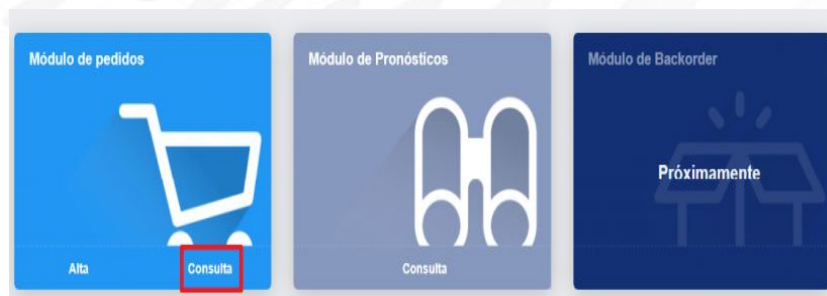 Módulo de pedidos
Alta Consulta
Módulo de Pronósticos
Consulta
Módulo de Backorder
Próximamente